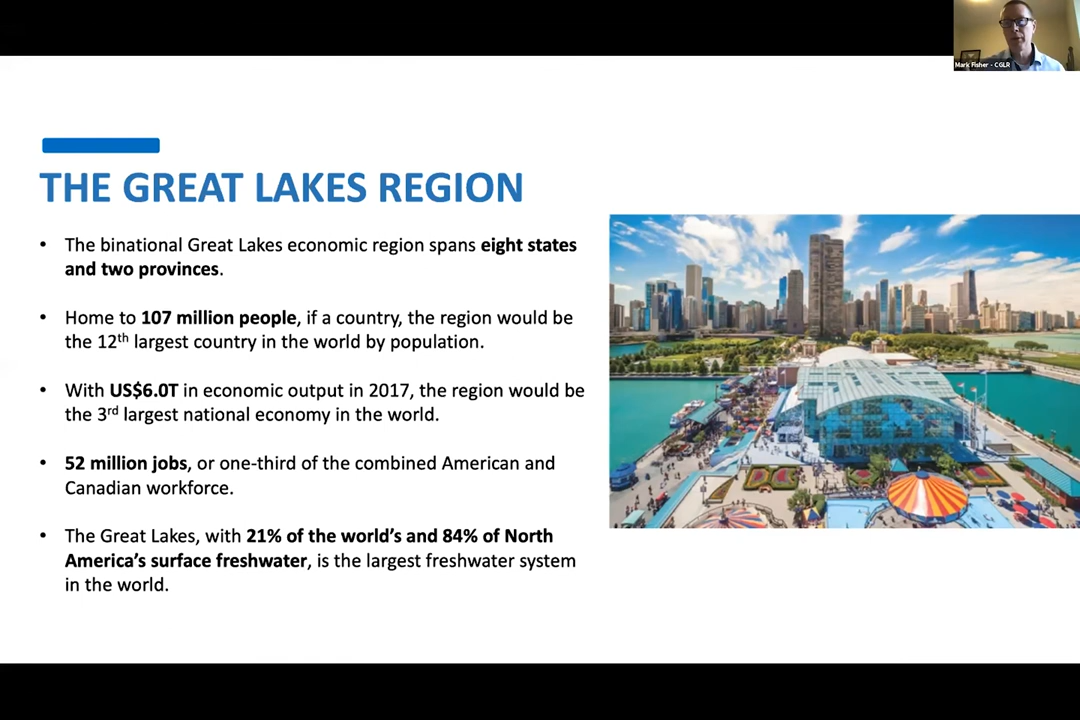 Mark Fisher - CGLR
THE GREAT LAKES REGION
• The binational Great Lakes economic region spans eight states
and two provinces.
• Home to 107 million people, if a country, the region would be
the 12th largest country in the world by population.
• With US$6.0T in economic output in 2017, the region would be
the 3rd largest national economy in the world.
• 52 million jobs, or one-third of the combined American and
Canadian workforce.
• The Great Lakes, with 21% of the world’s and 84% of North
America’s surface freshwater, is the largest freshwater system
in the world.